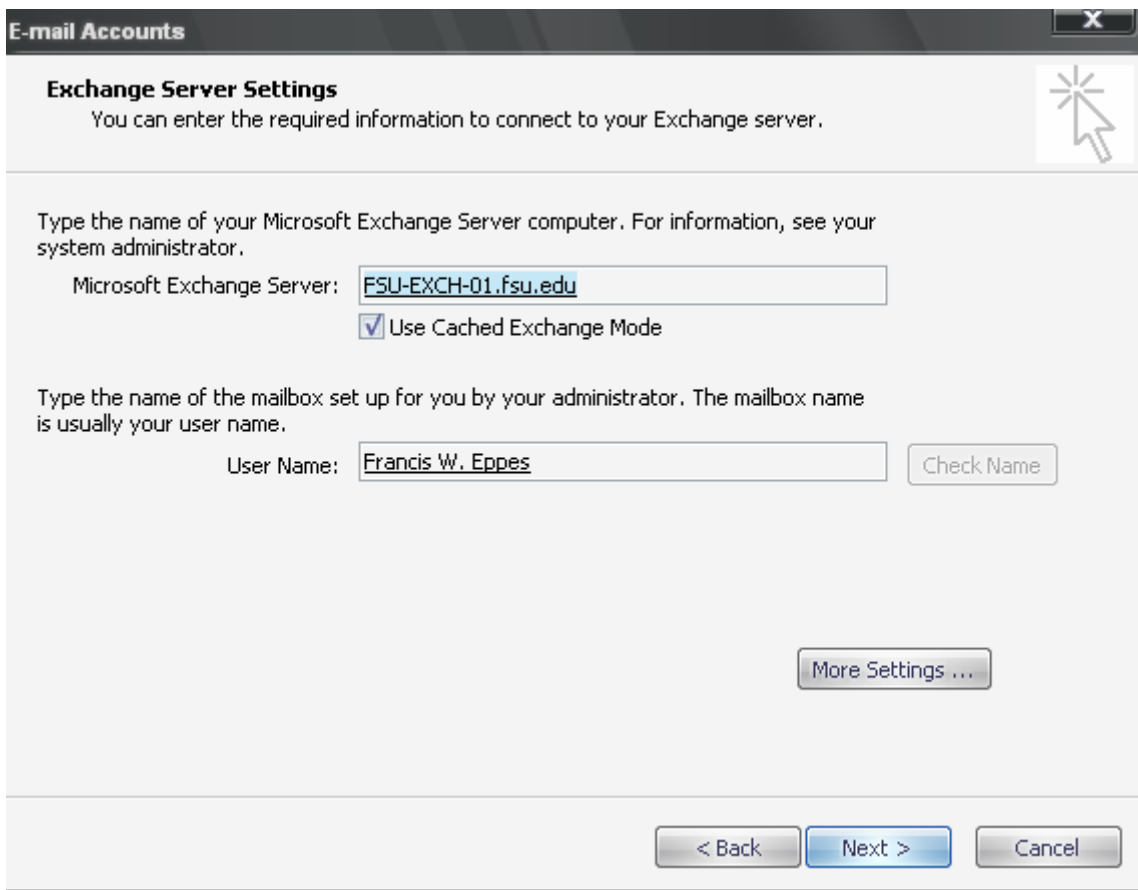 E-mail Accounts
X
Exchange Server Settings
You can enter the required information to connect to your Exchange server.
Type the name of your Microsoft Exchange Server computer. For information, see your
system administrator.
Microsoft Exchange Server: FSU-EXCH-01.fsu.edu
Use Cached Exchange Mode
Type the name of the mailbox set up for you by your administrator. The mailbox name
is usually your user name.
User Name: Francis W. Eppes Check Name
More Settings ...
< Back Next > Cancel